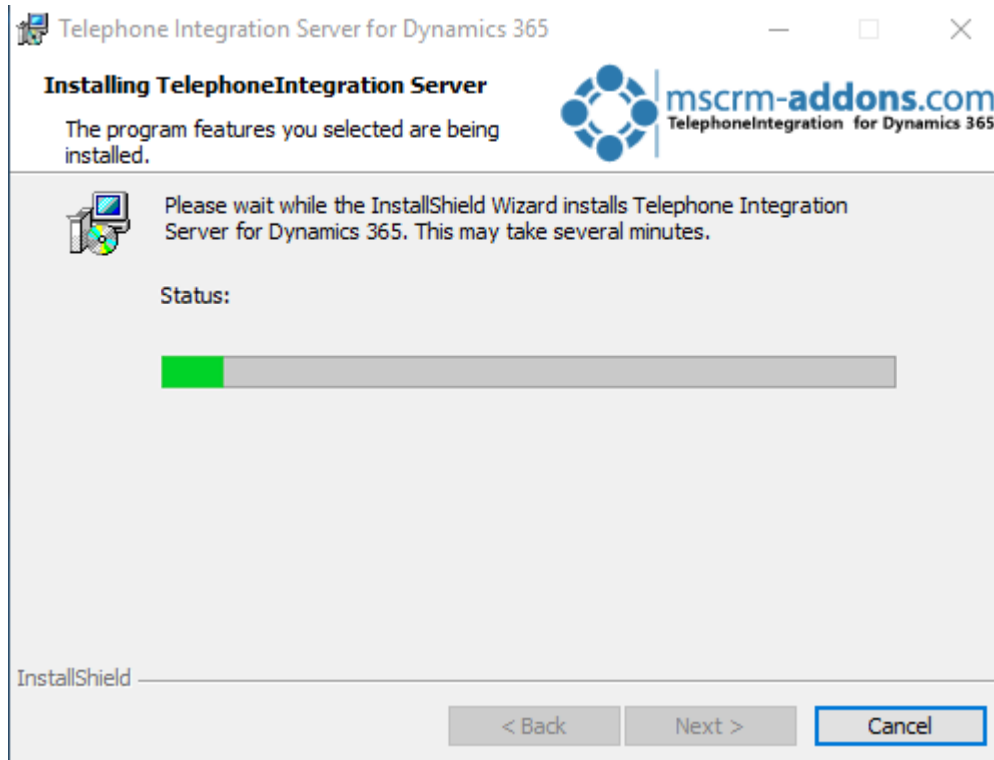 Telephone Integration Server for Dynamics 365
Installing TelephoneIntegration Server
The program features you selected are being
installed.
mscrm-addons.com
TelephoneIntegration for Dynamics 365
Please wait while the InstallShield Wizard installs Telephone Integration
Server for Dynamics 365. This may take several minutes.
Status:
InstallShield
< Back
Next >
Cancel